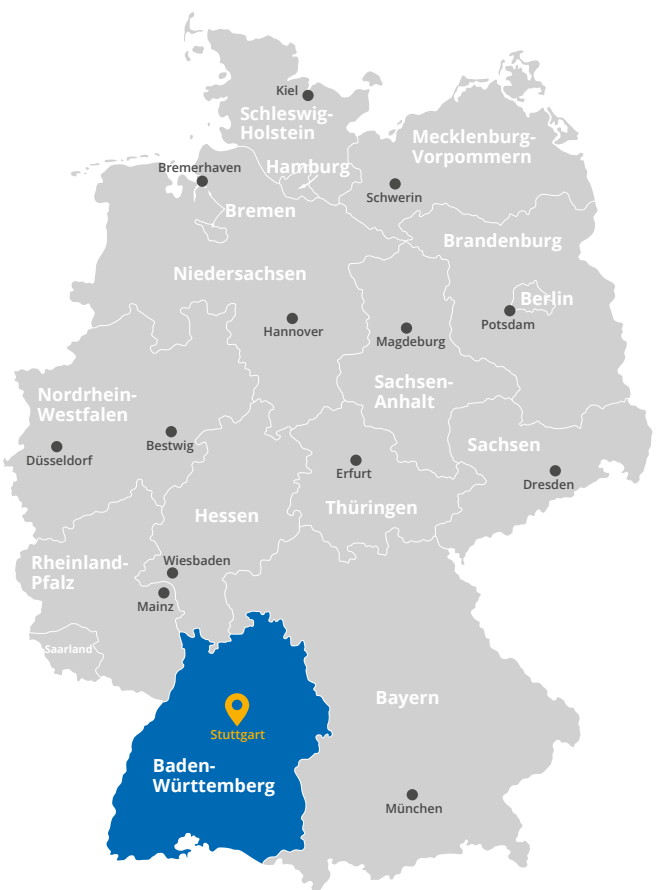 Kiel
Schleswig-
Holstein
Mecklenburg-
Vorpommern
Hamburg
Bremerhaven
Schwerin
Bremen
Brandenburg
Niedersachsen
Berlin
Potsdam
Hannover
Magdeburg
Sachsen-
Anhalt
Nordrhein-
Westfalen
Bestwig
Düsseldorf
Sachsen
Erfurt
Dresden
Thüringen
Hessen
Rheinland-
Pfalz
Wiesbaden
Mainz
Saarland
Bayern
Stuttgart
Baden-
Württemberg
München